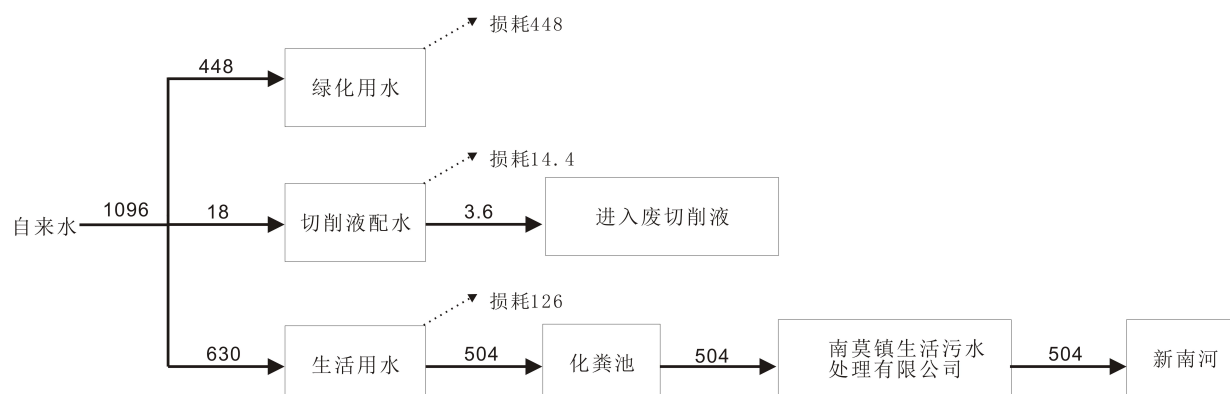 损耗448
448
绿化用水
损耗14.4
自来水
1096
18
切削液配水
3.6
进入废切削液
损耗126
630
生活用水
504
化粪池
504
南莫镇生活污水
处理有限公司
504
新南河